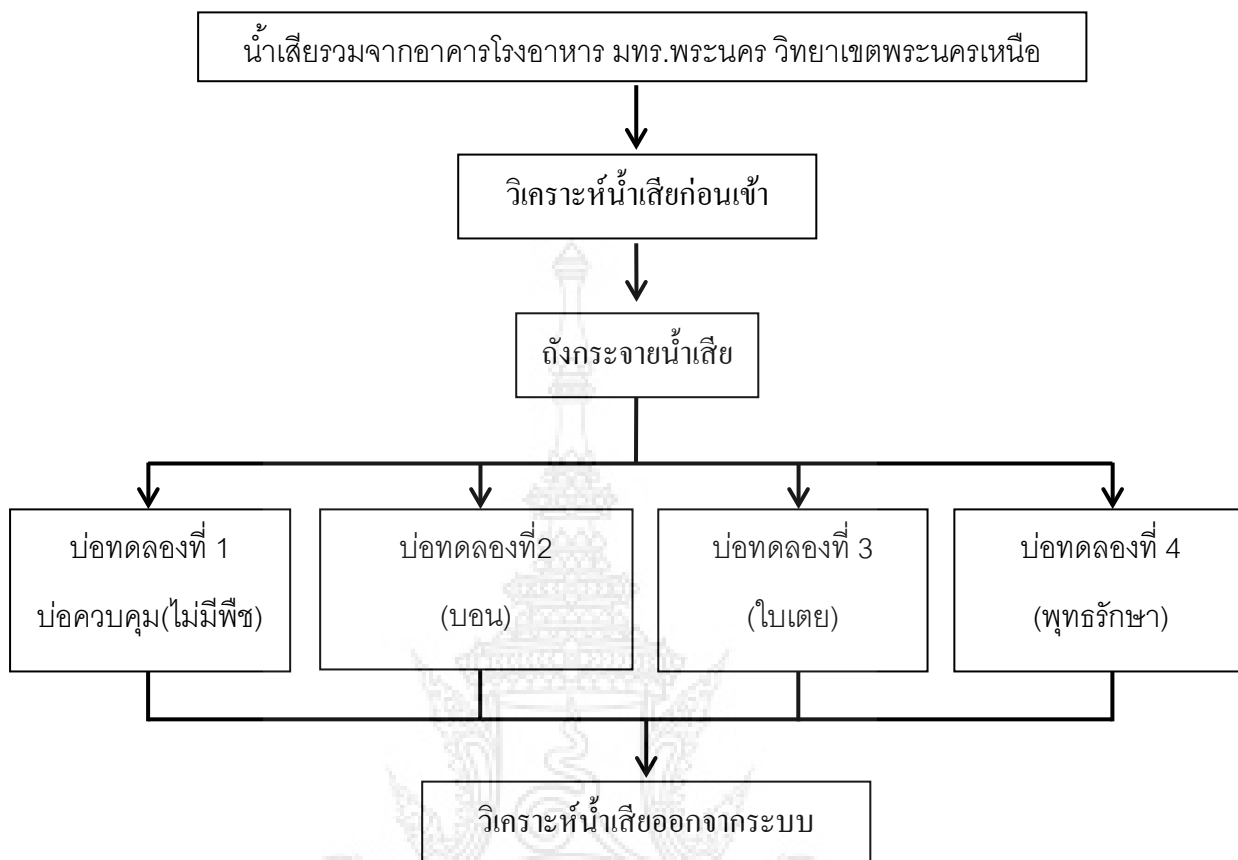 น้ำเสียรวมจากอาคารโรงอาหาร มทร.พระนคร วิทยาเขตพระนครเหนือ
วิเคราะห์น้ำเสียก่อนเข้า
ถังกระจายน้ำเสีย
บ่อทดลองที่ 1
บ่อควบคุม(ไม่มีพืช)
บ่อทดลองที่2
(บอน)
บ่อทดลองที่ 3
(ใบเตย)
บ่อทดลองที่ 4
(พุทธรักษา)
วิเคราะห์น้ำเสียออกจากระบบ